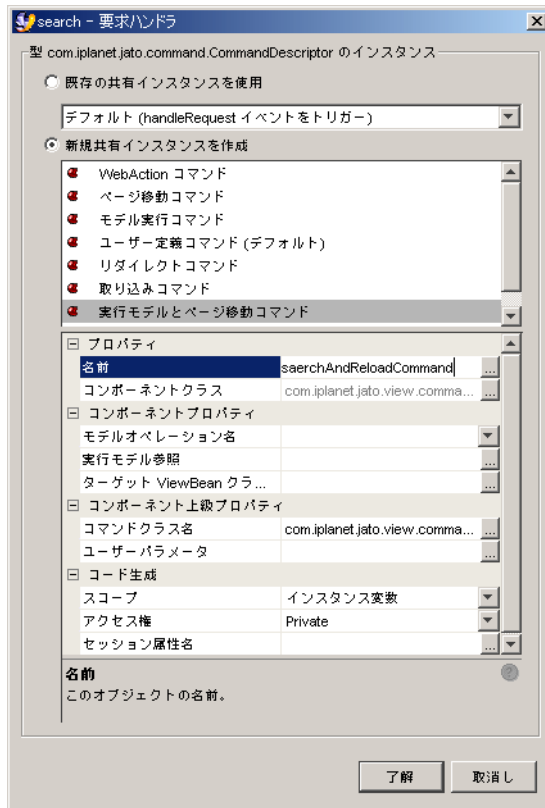 search – 要求ハンドラ
型 com.iplanet.jato.command.CommandDescriptor のインスタンス
既存の共有インスタンスを使用
デフォルト (handleRequest イベントをトリガー)
新規共有インスタンスを作成
WebAction コマンド
ページ移動コマンド
モデル実行コマンド
ユーザー定義コマンド (デフォルト)
リダイレクトコマンド
取り込みコマンド
実行モデルとページ移動コマンド
プロパティ
名前 saerchAndReloadCommand ...
コンポーネントクラス com.iplanet.jato.view.comma... ...
コンポーネントプロパティ
モデルオペレーション名
実行モデル参照 ...
ターゲット ViewBean クラ... ...
コンポーネント上級プロパティ
コマンドクラス名 com.iplanet.jato.view.comma... ...
ユーザーパラメータ ...
コード生成
スコープ インスタンス変数
アクセス権 Private
セッション属性名 ...
名前 ?
このオブジェクトの名前。
了解 取消し